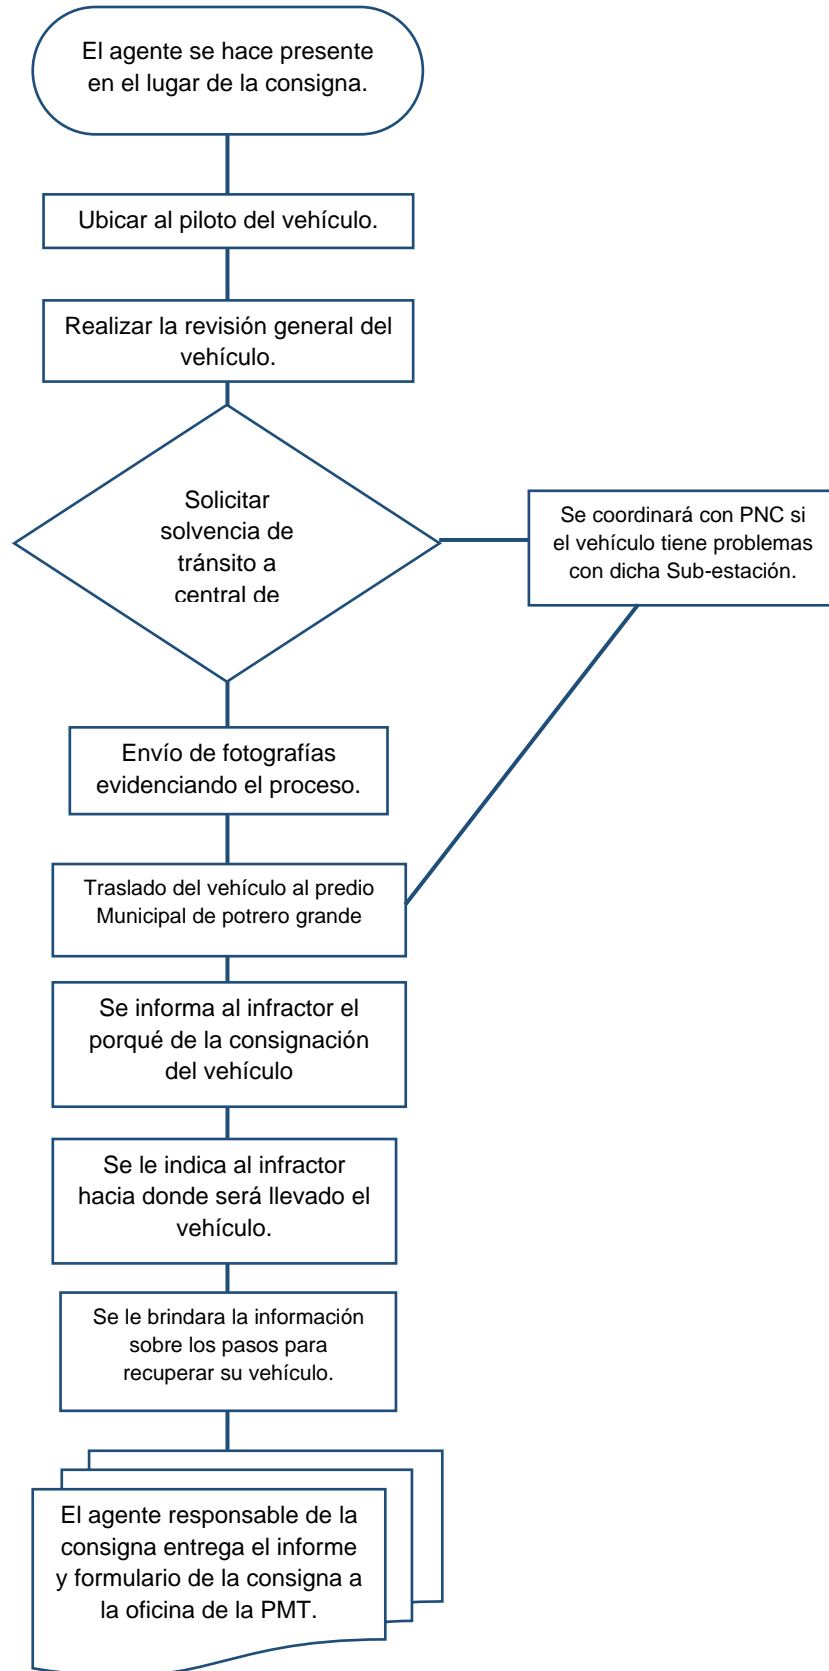 El agente se hace presente
en el lugar de la consigna.
Ubicar al piloto del vehículo.
Realizar la revisión general del
vehículo.
Solicitar
solvencia de
tránsito a
central de
Se coordinará con PNC si
el vehículo tiene problemas
con dicha Sub-estación.
Envío de fotografías
evidenciando el proceso.
Traslado del vehículo al predio
Municipal de potrero grande
Se informa al infractor el
porqué de la consignación
del vehículo
Se le indica al infractor
hacia donde será llevado el
vehículo.
Se le brindara la información
sobre los pasos para
recuperar su vehículo.
El agente responsable de la
consigna entrega el informe
y formulario de la consigna a
la oficina de la PMT.